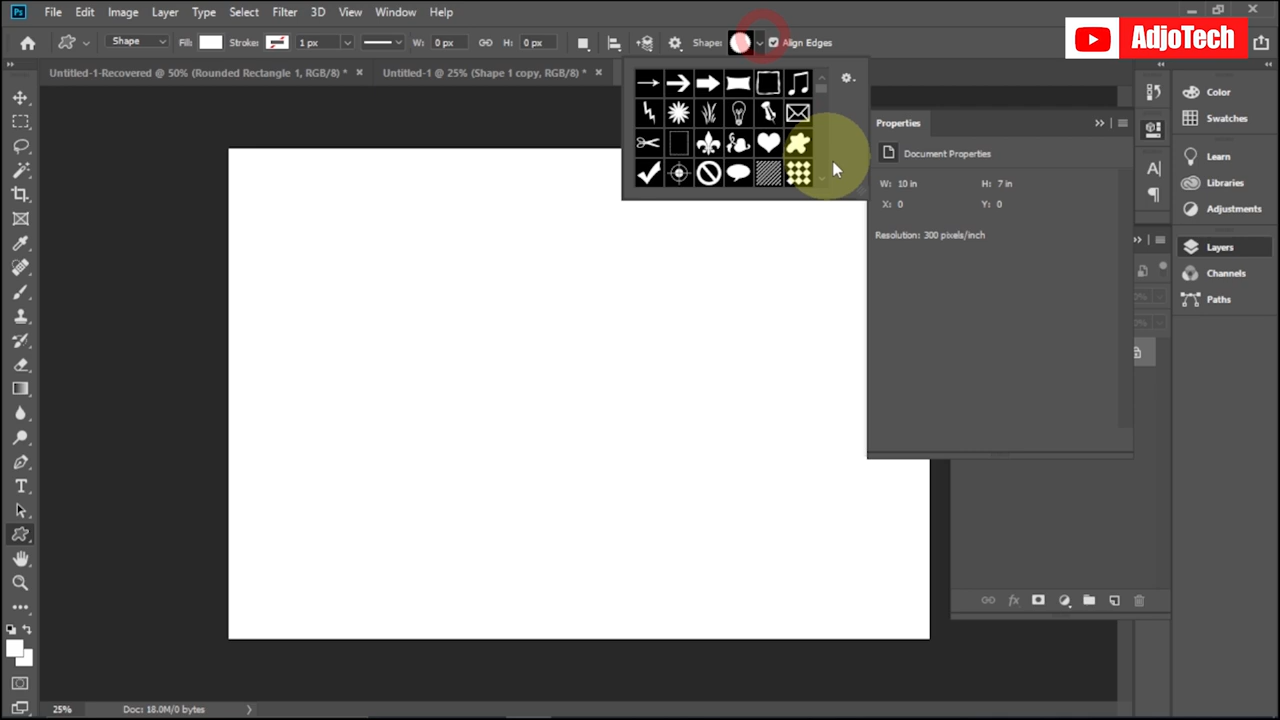 Ps File Edit Image Layer Type Select Filter 3D View Window Help
Shape Fill: Stroke: 1 px W: 0 px H: 0 px Shape: Align Edges
AdjoTech
Untitled-1-Recovered @ 50% (Rounded Rectangle 1, RGB/8) * × Untitled-1 @ 25% (Shape 1 copy, RGB/8) * ×
Properties
Document Properties
W: 10 in H: 7 in
X: 0 Y: 0
Resolution: 300 pixels/inch
Color
Swatches
Learn
Libraries
Adjustments
Layers
Channels
Paths
fx
25% Doc: 18.0M/0 bytes